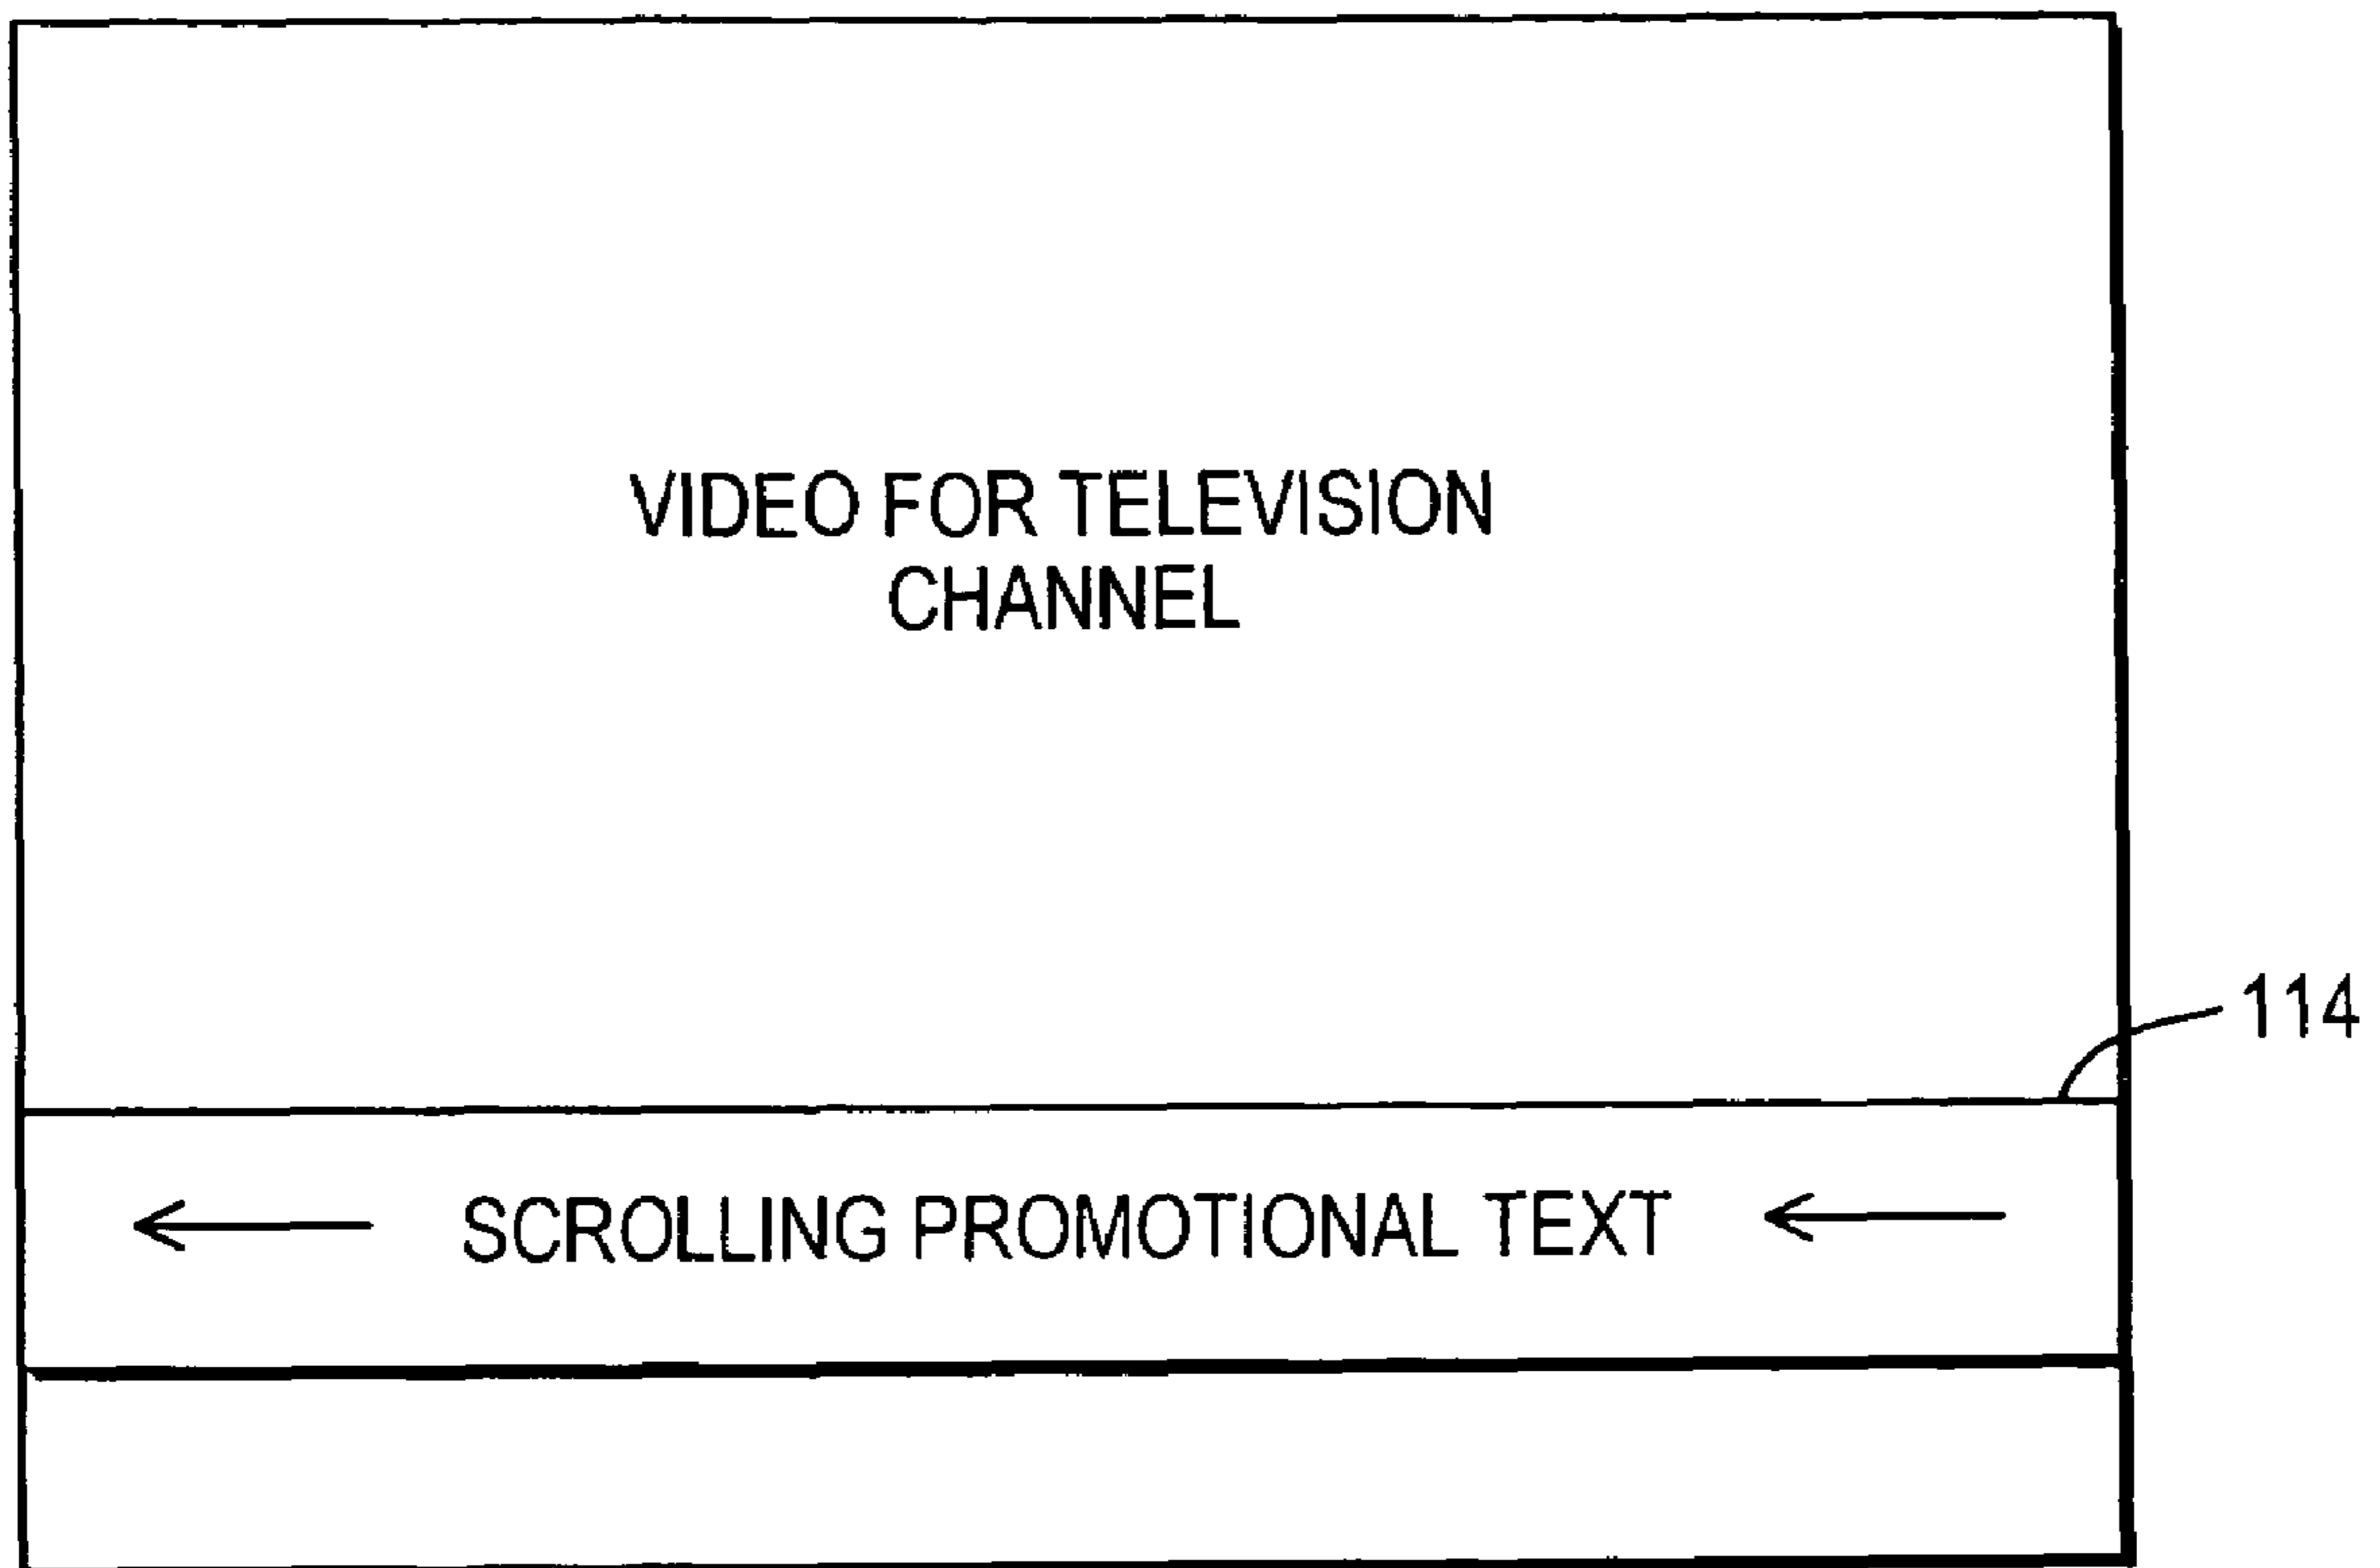 VIDEO FOR TELEVISION
CHANNEL
114
SCROLLING PROMOTIONAL TEXT